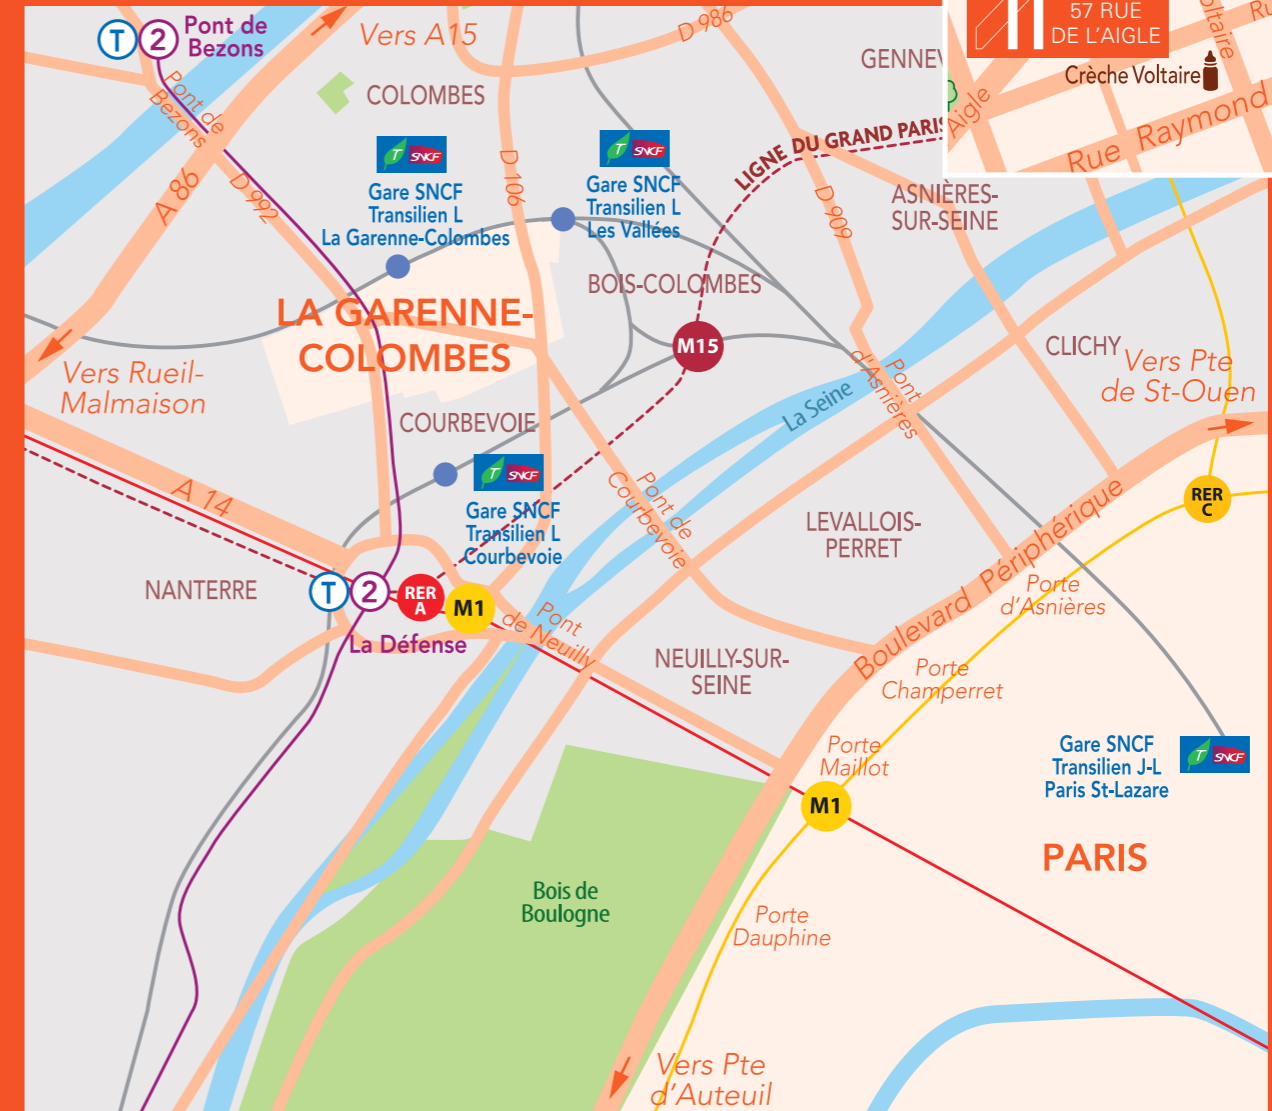 T 2 Pont de
Bezons
Vers A15
D 986
57 RUE
DE L'AIGLE
Crèche Voltaire
Aigle
Rue Raymond
GENNEV
COLOMBES
Pont de
Bezons
T SNCF
Gare SNCF
Transilien L
La Garenne-Colombes
D 106
T SNCF
Gare SNCF
Transilien L
Les Vallées
LIGNE DU GRAND PARIS
D 909
ASNIÈRES-
SUR-SEINE
A 86
D 992
BOIS-COLOMBES
LA GARENNE-
COLOMBES
M15
CLICHY
Vers Pte
de St-Ouen
Vers Rueil-
Malmaison
Pont
d'Asnières
La Seine
COURBEVOIE
T SNCF
Gare SNCF
Transilien L
Courbevoie
A 14
Pont de
Courbevoie
RER
C
LEVALLOIS-
PERRET
Boulevard Périphérique
NANTERRE
T 2 RER
A
M1
La Défense
Pont
de Neuilly
Porte
d'Asnières
NEUILLY-SUR-
SEINE
Porte
Champerret
Porte
Maillot
M1
Gare SNCF
Transilien J-L
Paris St-Lazare
T SNCF
PARIS
Bois de
Boulogne
Porte
Dauphine
Vers Pte
d'Auteuil